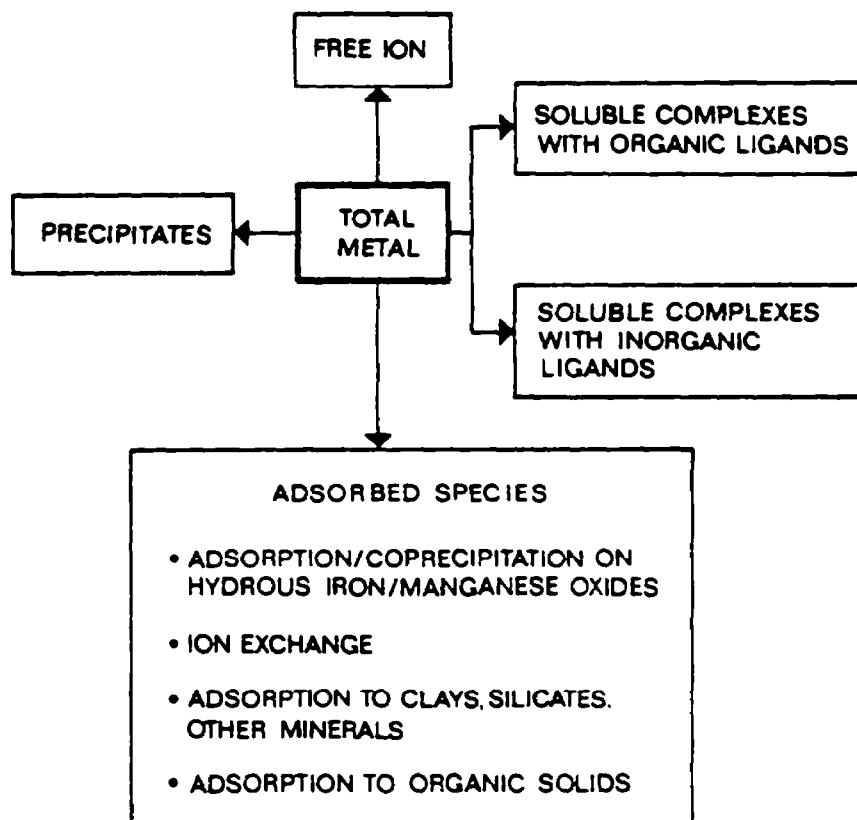 FREE ION
SOLUBLE COMPLEXES
WITH ORGANIC LIGANDS
PRECIPITATES
TOTAL
METAL
SOLUBLE COMPLEXES
WITH INORGANIC
LIGANDS
ADSORBED SPECIES
• ADSORPTION/COPRECIPITATION ON
HYDROUS IRON/MANGANESE OXIDES
• ION EXCHANGE
• ADSORPTION TO CLAYS, SILICATES.
OTHER MINERALS
• ADSORPTION TO ORGANIC SOLIDS